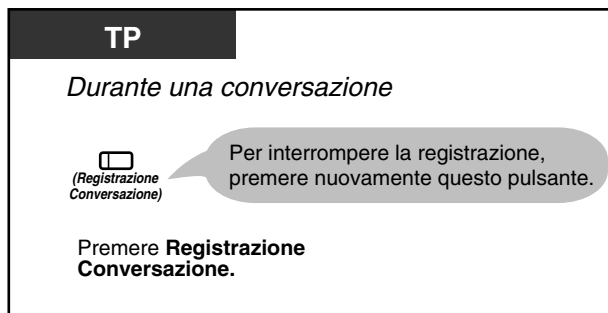 TP
Durante una conversazione
Per interrompere la registrazione,
premere nuovamente questo pulsante.
(Registrazione
Conversazione)
Premere Registrazione
Conversazione.